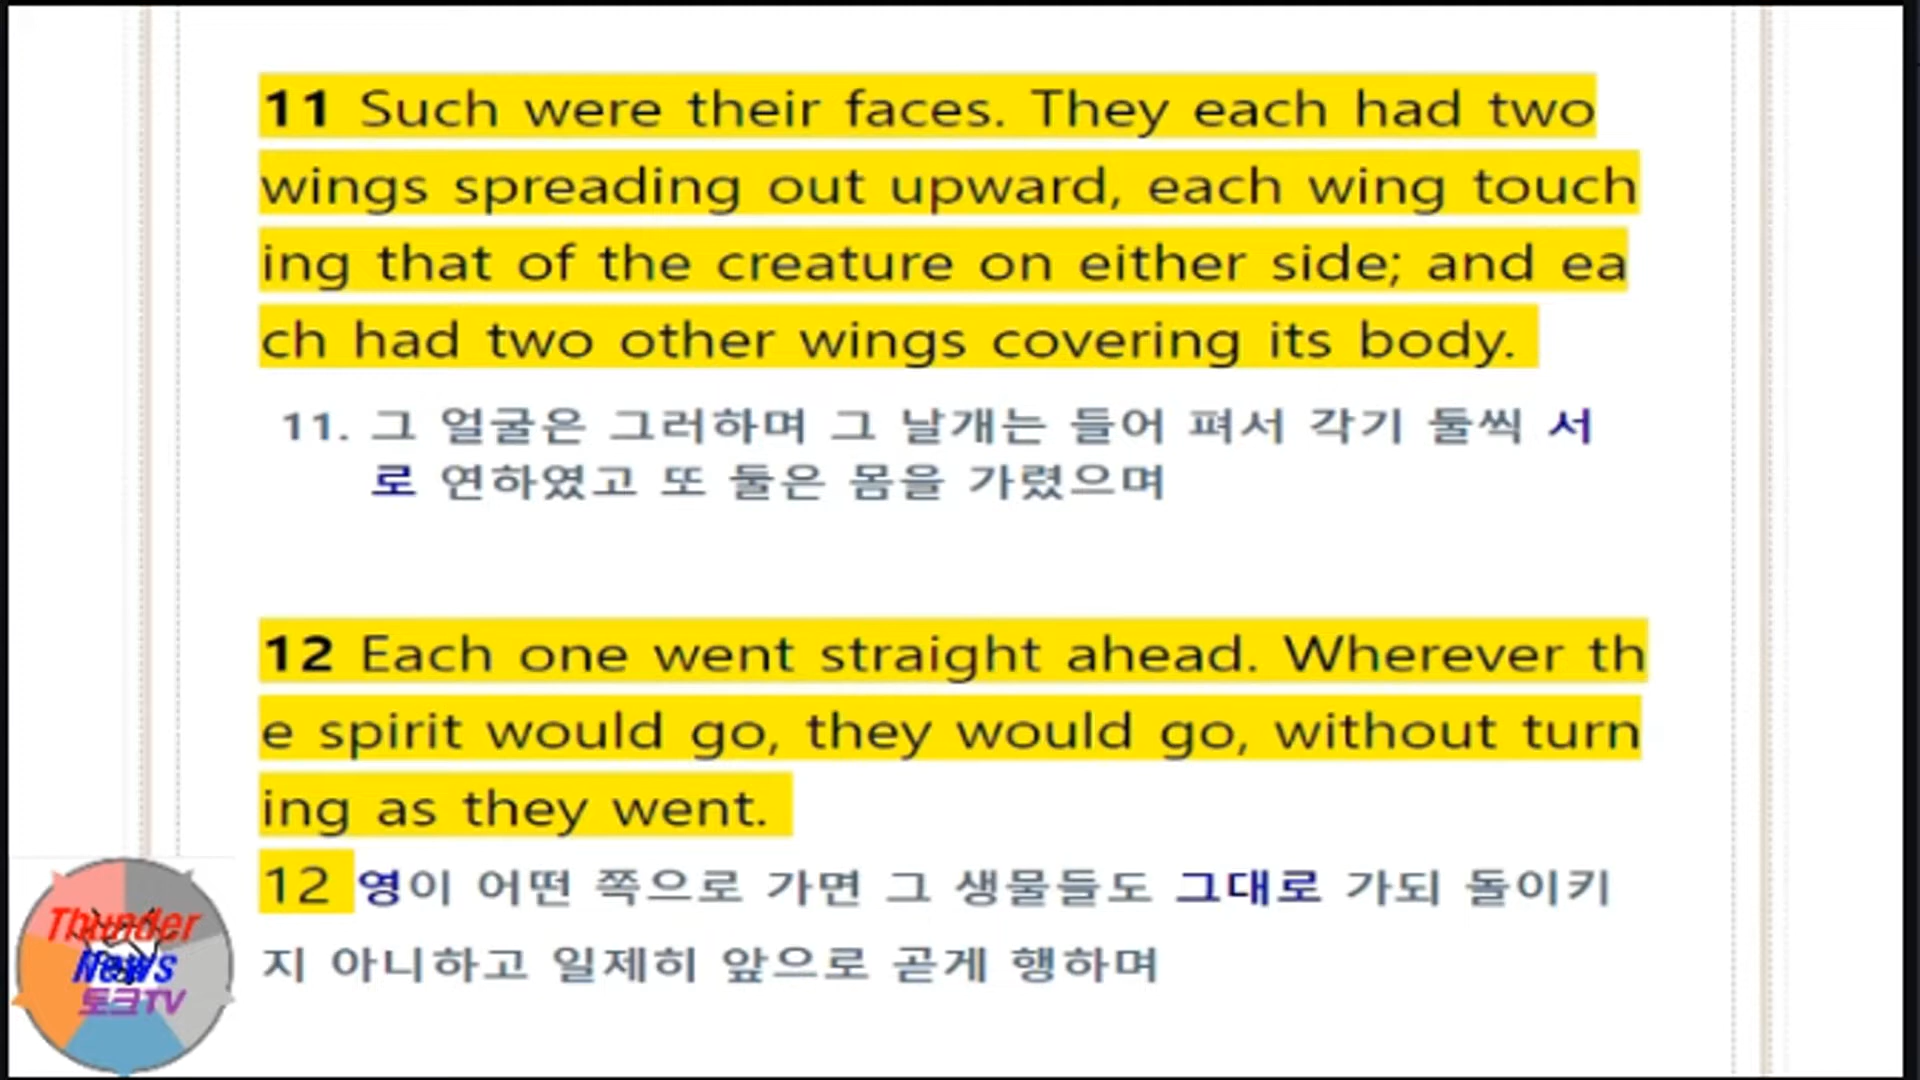 11 Such were their faces. They each had two
wings spreading out upward, each wing touch
ing that of the creature on either side; and ea
ch had two other wings covering its body.
11. 그 얼굴은 그러하며 그 날개는 들어 펴서 각기 둘씩 서
로 연하였고 또 둘은 몸을 가렸으며
12 Each one went straight ahead. Wherever th
e spirit would go, they would go, without turn
ing as they went.
12 영이 어떤 쪽으로 가면 그 생물들도 그대로 가되 돌이키
지 아니하고 일제히 앞으로 곧게 행하며
Thunder
News
토크TV